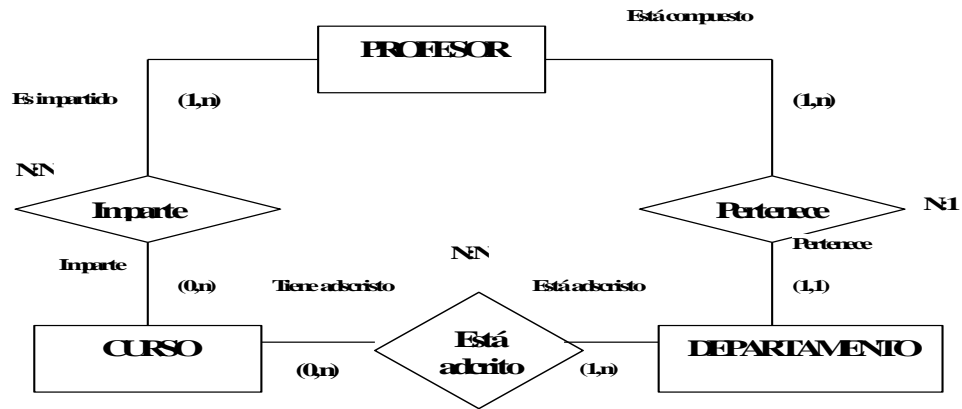 Está compuesto
PROFESOR
Es impartido
(1,n)
(1,n)
N:N
Imparte
Pertenece
N:1
Imparte
N:N
Pertenece
(0,n)
Tiene adscristo
Está adscristo
(1,1)
CURSO
Está
adcrito
DEPARTAMENTO
(0,n)
(1,n)